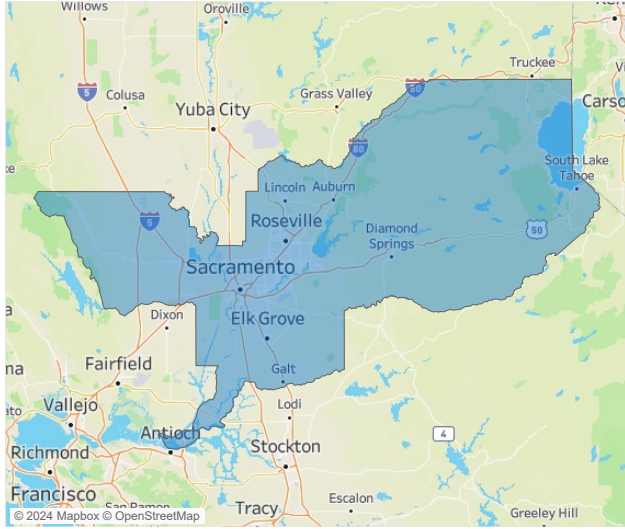 Willows
Oroville
Truckee
5
Colusa
Grass Valley
80
Yuba City
Carso
80
South Lake
Tahoe
Lincoln
Auburn
5
Roseville
Diamond
Springs
50
Sacramento
Dixon
Elk Grove
Fairfield
Galt
Vallejo
Lodi
Antioch
4
Richmond
Stockton
Francisco
San Ramon
Tracy
Escalon
Greeley Hill
© 2024 Mapbox © OpenStreetMap